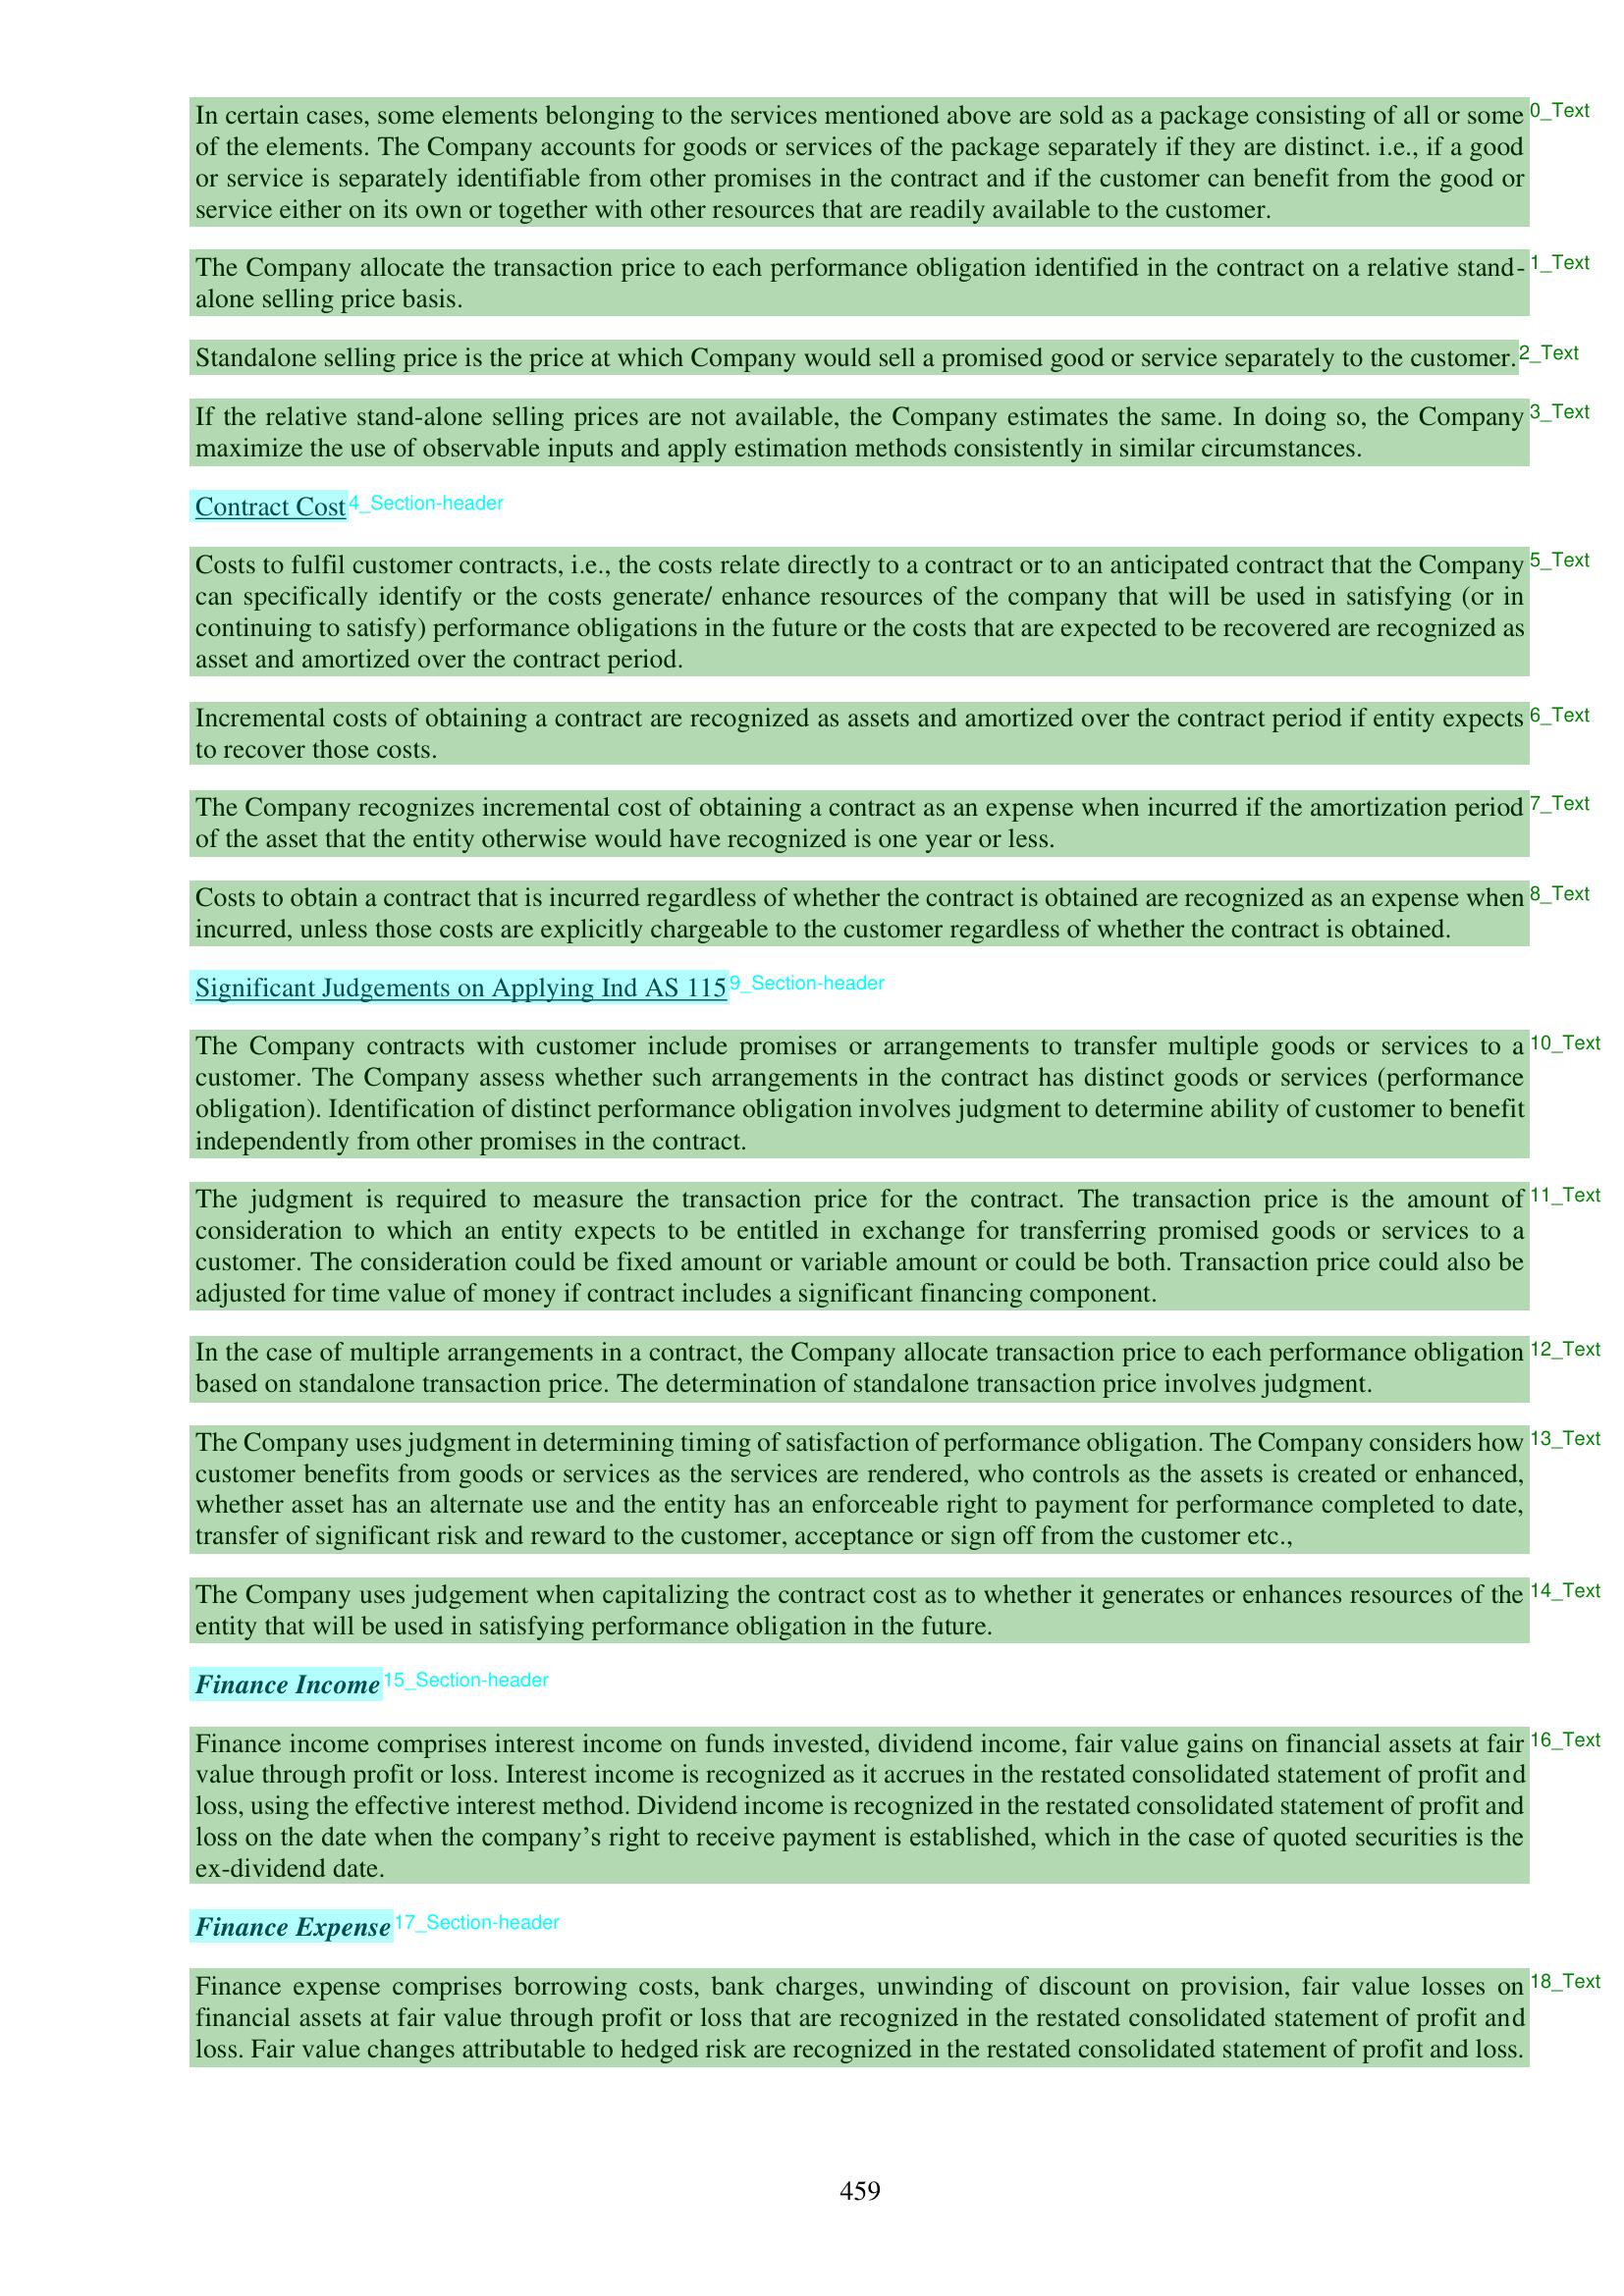 In certain cases, some elements belonging to the services mentioned above are sold as a package consisting of all or some 0_Text
of the elements. The Company accounts for goods or services of the package separately if they are distinct. i.e., if a good
or service is separately identifiable from other promises in the contract and if the customer can benefit from the good or
service either on its own or together with other resources that are readily available to the customer.
The Company allocate the transaction price to each performance obligation identified in the contract on a relative stand- 1_Text
alone selling price basis.
Standalone selling price is the price at which Company would sell a promised good or service separately to the customer. 2_Text
If the relative stand-alone selling prices are not available, the Company estimates the same. In doing so, the Company 3_Text
maximize the use of observable inputs and apply estimation methods consistently in similar circumstances.
Contract Cost 4_Section-header
Costs to fulfil customer contracts, i.e., the costs relate directly to a contract or to an anticipated contract that the Company 5_Text
can specifically identify or the costs generate/ enhance resources of the company that will be used in satisfying (or in
continuing to satisfy) performance obligations in the future or the costs that are expected to be recovered are recognized as
asset and amortized over the contract period.
Incremental costs of obtaining a contract are recognized as assets and amortized over the contract period if entity expects 6_Text
to recover those costs.
The Company recognizes incremental cost of obtaining a contract as an expense when incurred if the amortization period 7_Text
of the asset that the entity otherwise would have recognized is one year or less.
Costs to obtain a contract that is incurred regardless of whether the contract is obtained are recognized as an expense when 8_Text
incurred, unless those costs are explicitly chargeable to the customer regardless of whether the contract is obtained.
Significant Judgements on Applying Ind AS 115 9_Section-header
The Company contracts with customer include promises or arrangements to transfer multiple goods or services to a 10_Text
customer. The Company assess whether such arrangements in the contract has distinct goods or services (performance
obligation). Identification of distinct performance obligation involves judgment to determine ability of customer to benefit
independently from other promises in the contract.
The judgment is required to measure the transaction price for the contract. The transaction price is the amount of 11_Text
consideration to which an entity expects to be entitled in exchange for transferring promised goods or services to a
customer. The consideration could be fixed amount or variable amount or could be both. Transaction price could also be
adjusted for time value of money if contract includes a significant financing component.
In the case of multiple arrangements in a contract, the Company allocate transaction price to each performance obligation 12_Text
based on standalone transaction price. The determination of standalone transaction price involves judgment.
The Company uses judgment in determining timing of satisfaction of performance obligation. The Company considers how 13_Text
customer benefits from goods or services as the services are rendered, who controls as the assets is created or enhanced,
whether asset has an alternate use and the entity has an enforceable right to payment for performance completed to date,
transfer of significant risk and reward to the customer, acceptance or sign off from the customer etc.,
The Company uses judgement when capitalizing the contract cost as to whether it generates or enhances resources of the 14_Text
entity that will be used in satisfying performance obligation in the future.
Finance Income 15_Section-header
Finance income comprises interest income on funds invested, dividend income, fair value gains on financial assets at fair 16_Text
value through profit or loss. Interest income is recognized as it accrues in the restated consolidated statement of profit and
loss, using the effective interest method. Dividend income is recognized in the restated consolidated statement of profit and
loss on the date when the company’s right to receive payment is established, which in the case of quoted securities is the
ex-dividend date.
Finance Expense 17_Section-header
Finance expense comprises borrowing costs, bank charges, unwinding of discount on provision, fair value losses on 18_Text
financial assets at fair value through profit or loss that are recognized in the restated consolidated statement of profit and
loss. Fair value changes attributable to hedged risk are recognized in the restated consolidated statement of profit and loss.
459